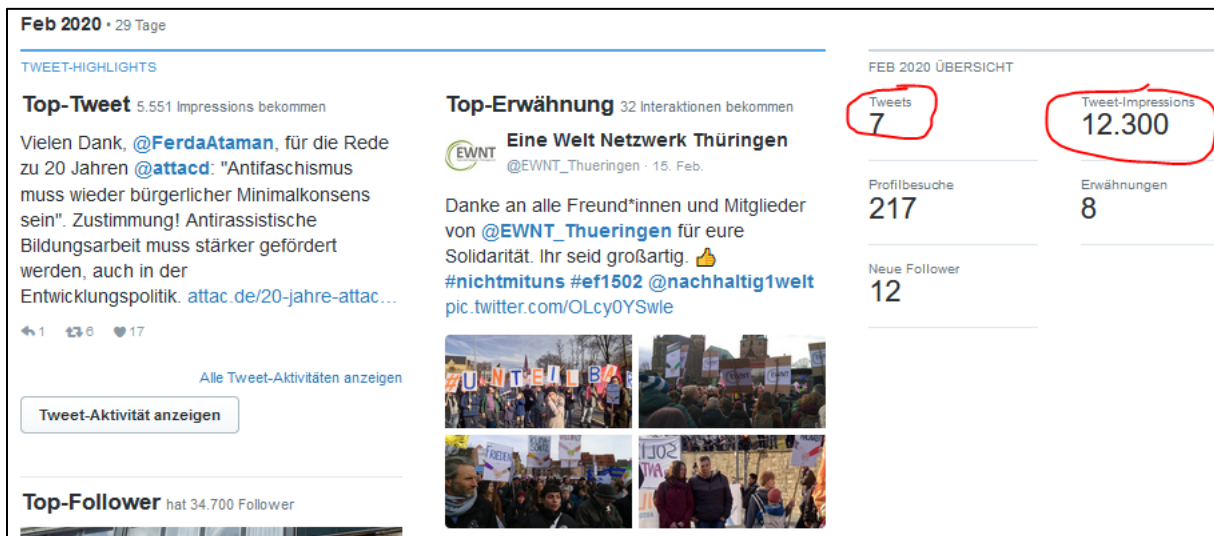 Feb 2020 • 29 Tage
TWEET-HIGHLIGHTS
Top-Tweet 5.551 Impressions bekommen
Vielen Dank, @FerdaAtaman, für die Rede
zu 20 Jahren @attacd: "Antifaschismus
muss wieder bürgerlicher Minimalkonsens
sein". Zustimmung! Antirassistische
Bildungsarbeit muss stärker gefördert
werden, auch in der
Entwicklungspolitik. attac.de/20-jahre-attac…
1 6 17
Alle Tweet-Aktivitäten anzeigen
Tweet-Aktivität anzeigen
Top-Follower hat 34.700 Follower
Top-Erwähnung 32 Interaktionen bekommen
EWNT
Eine Welt Netzwerk Thüringen
@EWNT_Thueringen · 15. Feb.
Danke an alle Freund*innen und Mitglieder
von @EWNT_Thueringen für eure
Solidarität. Ihr seid großartig. 👍
#nichtmituns #ef1502 @nachhaltig1welt
pic.twitter.com/OLcy0YSwle
#UNTEILBA
EWNT
EWNT
FRIEDEN
SOLI
FEB 2020 ÜBERSICHT
Tweets
7
Tweet-Impressions
12.300
Profilbesuche
217
Erwähnungen
8
Neue Follower
12